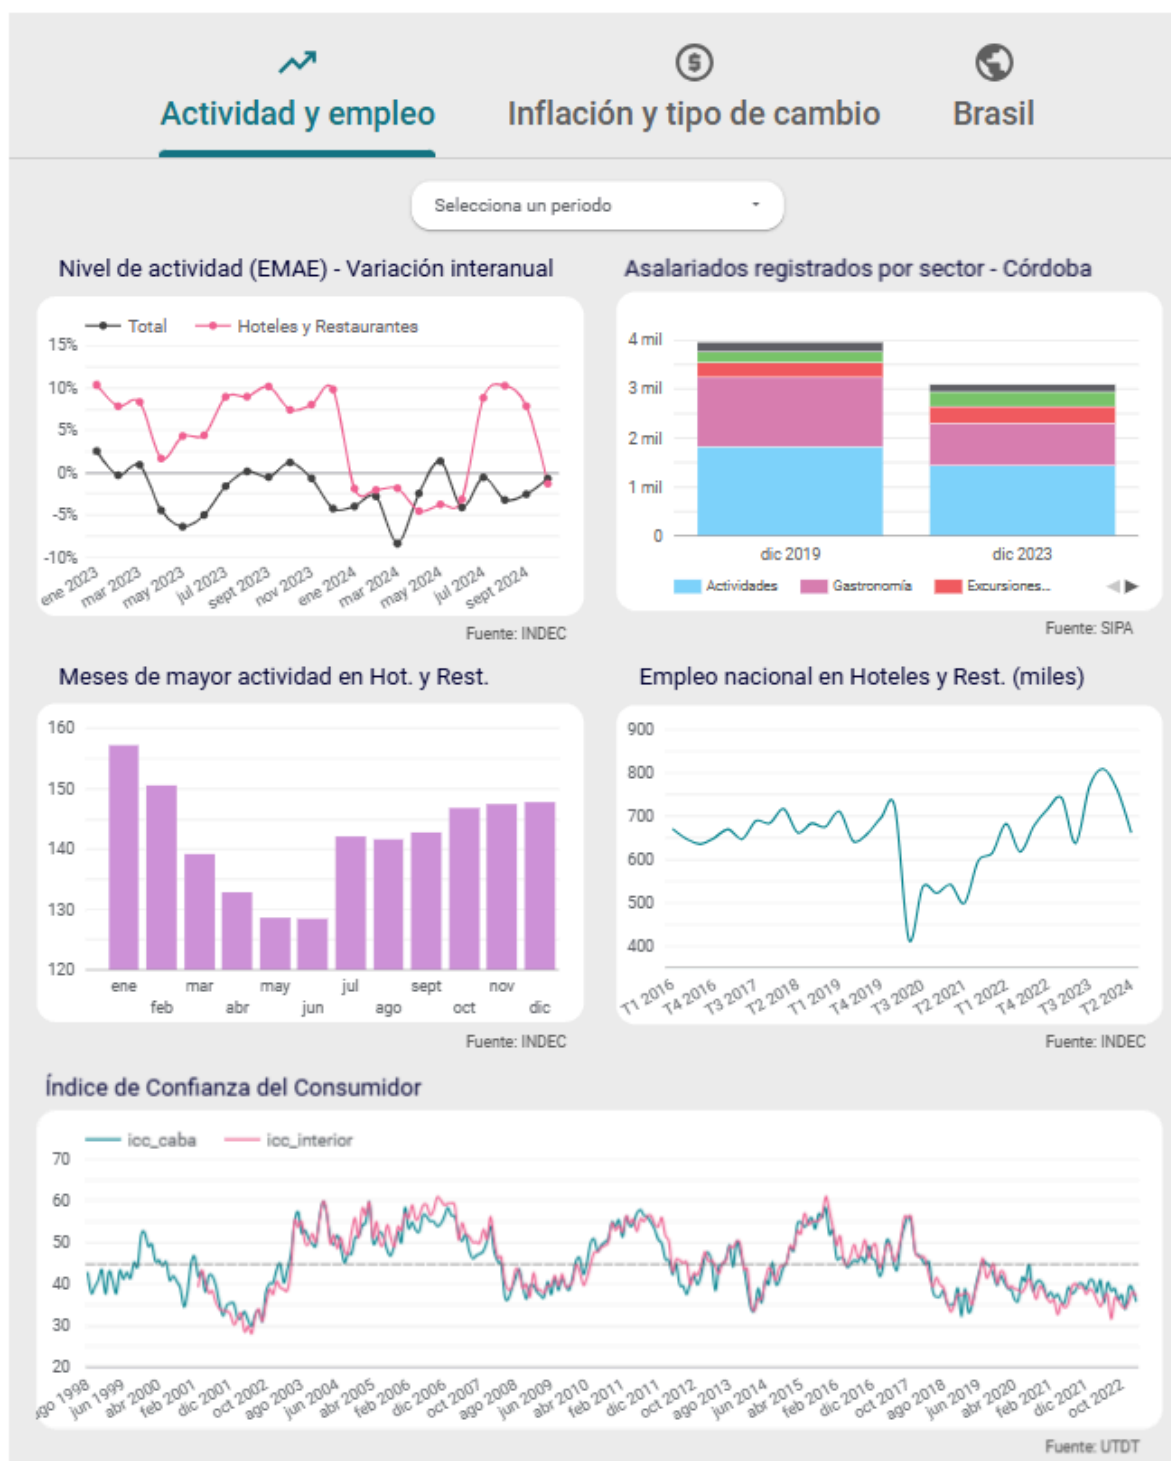 Actividad y empleo
Inflación y tipo de cambio
Brasil
Selecciona un periodo
Nivel de actividad (EMAE) - Variación interanual
Total
Hoteles y Restaurantes
15%
10%
5%
0%
-5%
-10%
ene 2023
mar 2023
may 2023
jul 2023
sept 2023
nov 2023
ene 2024
mar 2024
may 2024
jul 2024
sept 2024
Fuente: INDEC
Asalariados registrados por sector - Córdoba
4 mil
3 mil
2 mil
1 mil
0
dic 2019
dic 2023
Actividades
Gastronomía
Excursiones...
Fuente: SIPA
Meses de mayor actividad en Hot. y Rest.
160
150
140
130
120
ene
feb
mar
abr
may
jun
jul
ago
sept
oct
nov
dic
Fuente: INDEC
Empleo nacional en Hoteles y Rest. (miles)
900
800
700
600
500
400
T1 2016
T4 2016
T3 2017
T2 2018
T1 2019
T4 2019
T3 2020
T2 2021
T1 2022
T4 2022
T3 2023
T2 2024
Fuente: INDEC
Índice de Confianza del Consumidor
icc_caba
icc_interior
70
60
50
40
30
20
ago 1998
jun 1999
abr 2000
feb 2001
dic 2001
oct 2002
ago 2003
jun 2004
abr 2005
feb 2006
dic 2006
oct 2007
ago 2008
jun 2009
abr 2010
feb 2011
dic 2011
oct 2012
ago 2013
jun 2014
abr 2015
feb 2016
dic 2016
oct 2017
ago 2018
jun 2019
abr 2020
feb 2021
dic 2021
oct 2022
Fuente: UTDT